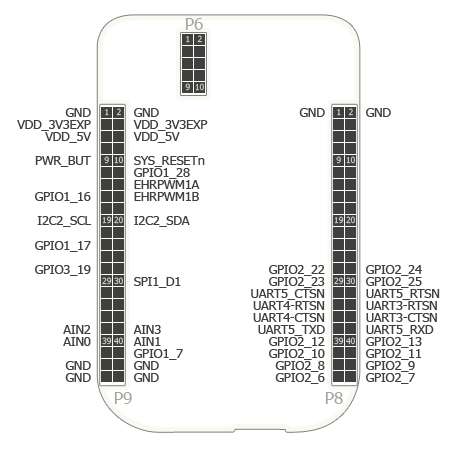 P6
1 2
9 10
GND 1 2 GND
VDD_3V3EXP VDD_3V3EXP
VDD_5V VDD_5V
PWR_BUT 9 10 SYS_RESETn
GPIO1_28
EHRPWM1A
GPIO1_16 EHRPWM1B
I2C2_SCL 19 20 I2C2_SDA
GPIO1_17
GPIO3_19
29 30 SPI1_D1
AIN2 AIN3
AIN0 39 40 AIN1
GPIO1_7
GND GND
GND GND
P9
GND 1 2 GND
9 10
19 20
GPIO2_22 GPIO2_24
GPIO2_23 29 30 GPIO2_25
UART5_CTSN UART5_RTSN
UART4-RTSN UART3-RTSN
UART4-CTSN UART3-CTSN
UART5_TXD UART5_RXD
GPIO2_12 39 40 GPIO2_13
GPIO2_10 GPIO2_11
GPIO2_8 GPIO2_9
GPIO2_6 GPIO2_7
P8